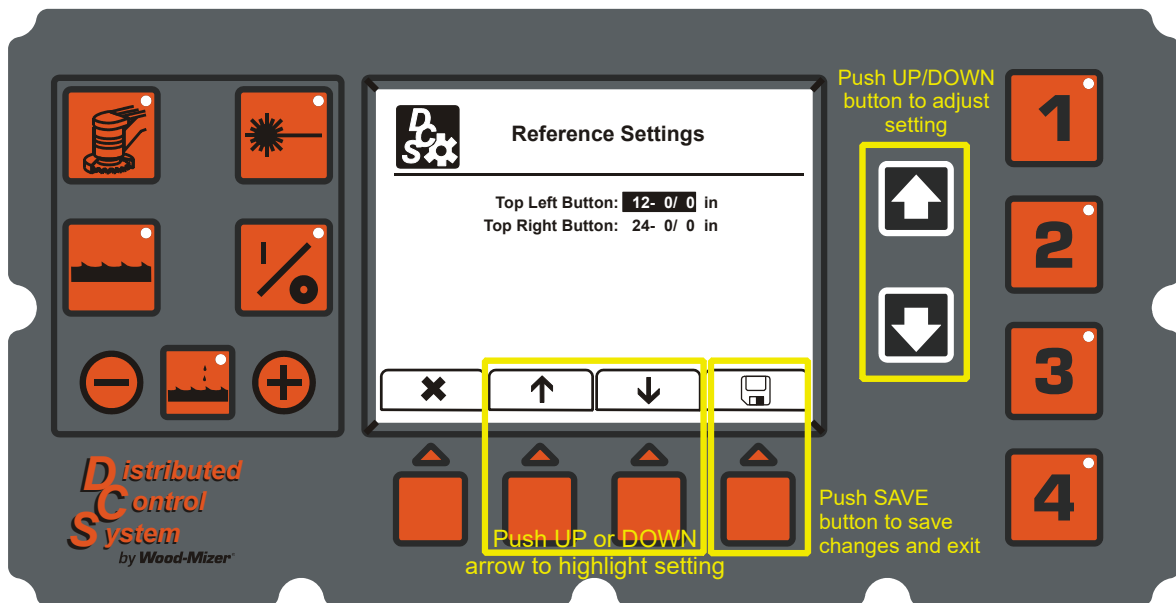 Push UP/DOWN
button to adjust
setting
DCS
Reference Settings
Top Left Button: 12- 0/ 0 in
Top Right Button: 24- 0/ 0 in
1
2
3
4
Distributed
Control
System
by Wood-Mizer®
Push UP or DOWN
arrow to highlight setting
Push SAVE
button to save
changes and exit